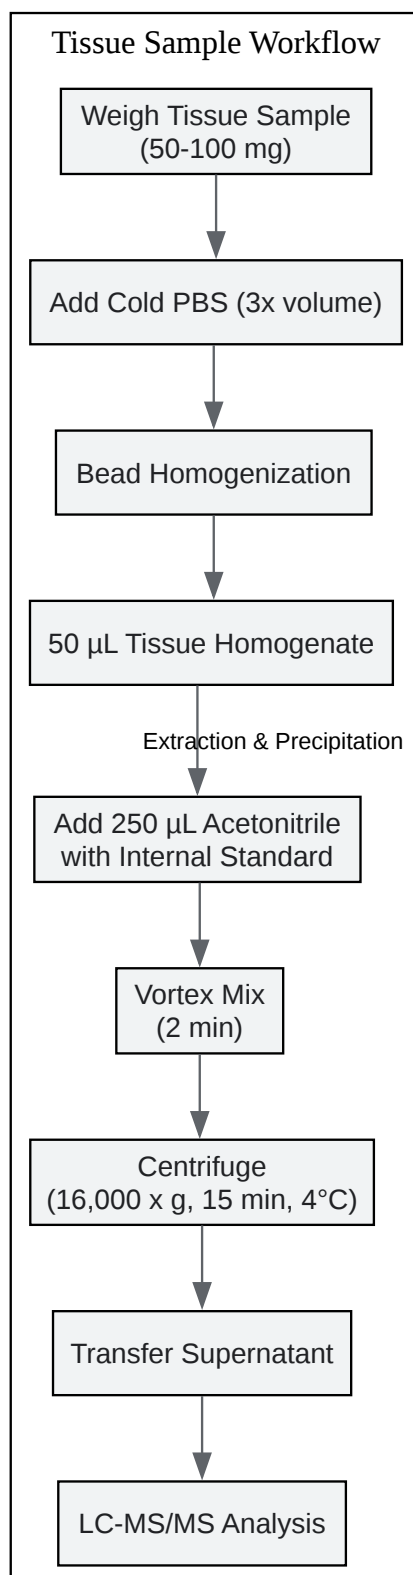 Tissue Sample Workflow
Weigh Tissue Sample
(50-100 mg)
Add Cold PBS (3x volume)
Bead Homogenization
50 µL Tissue Homogenate
Extraction & Precipitation
Add 250 µL Acetonitrile
with Internal Standard
Vortex Mix
(2 min)
Centrifuge
(16,000 x g, 15 min, 4°C)
Transfer Supernatant
LC-MS/MS Analysis